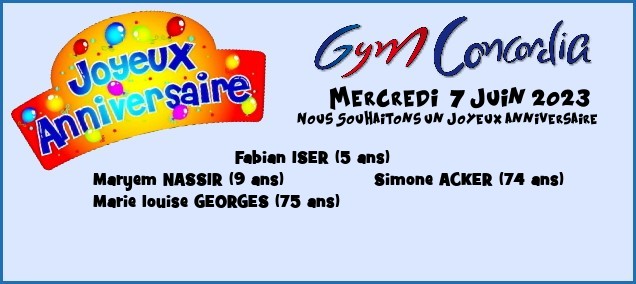 Joyeux
Anniversaire
Gym Concordia
Mercredi 7 Juin 2023
Nous souhaitons un joyeux anniversaire
Fabian ISER (5 ans)
Maryem NASSIR (9 ans) Simone ACKER (74 ans)
Marie louise GEORGES (75 ans)